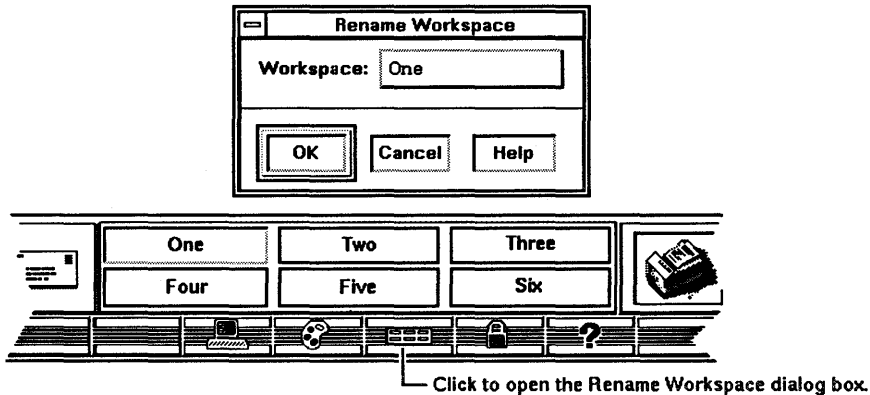 Rename Workspace
Workspace: One
OK Cancel Help
One Two Three
Four Five Six
?
Click to open the Rename Workspace dialog box.